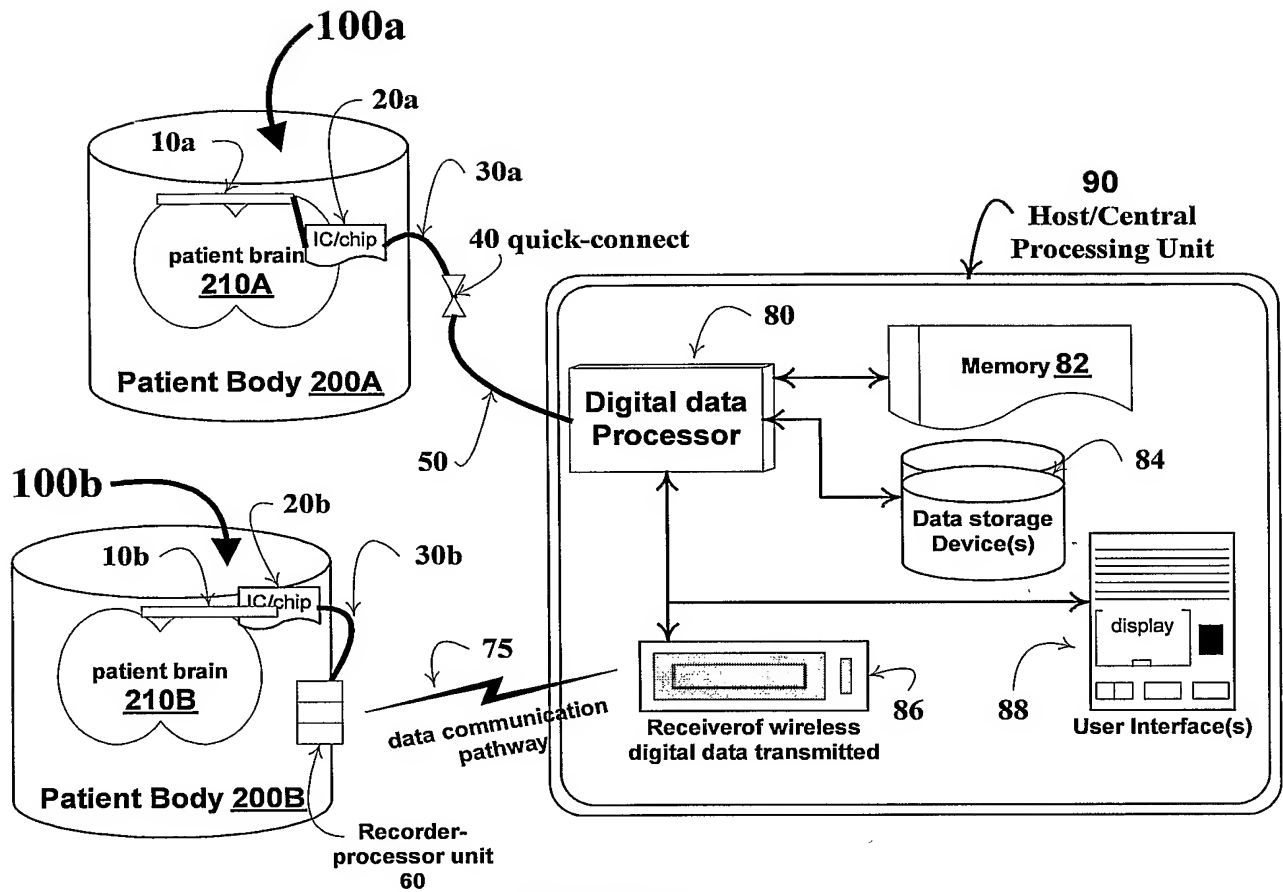 100a
20a
10a
30a
IC/chip
40 quick-connect
patient brain
210A
Patient Body 200A
50
90
Host/Central
Processing Unit
80
Digital data
Processor
Memory 82
84
Data storage
Device(s)
100b
20b
10b
30b
IC/chip
patient brain
210B
75
data communication
pathway
Patient Body 200B
Recorder-
processor unit
60
86
Receiverof wireless
digital data transmitted
display
88
User Interface(s)